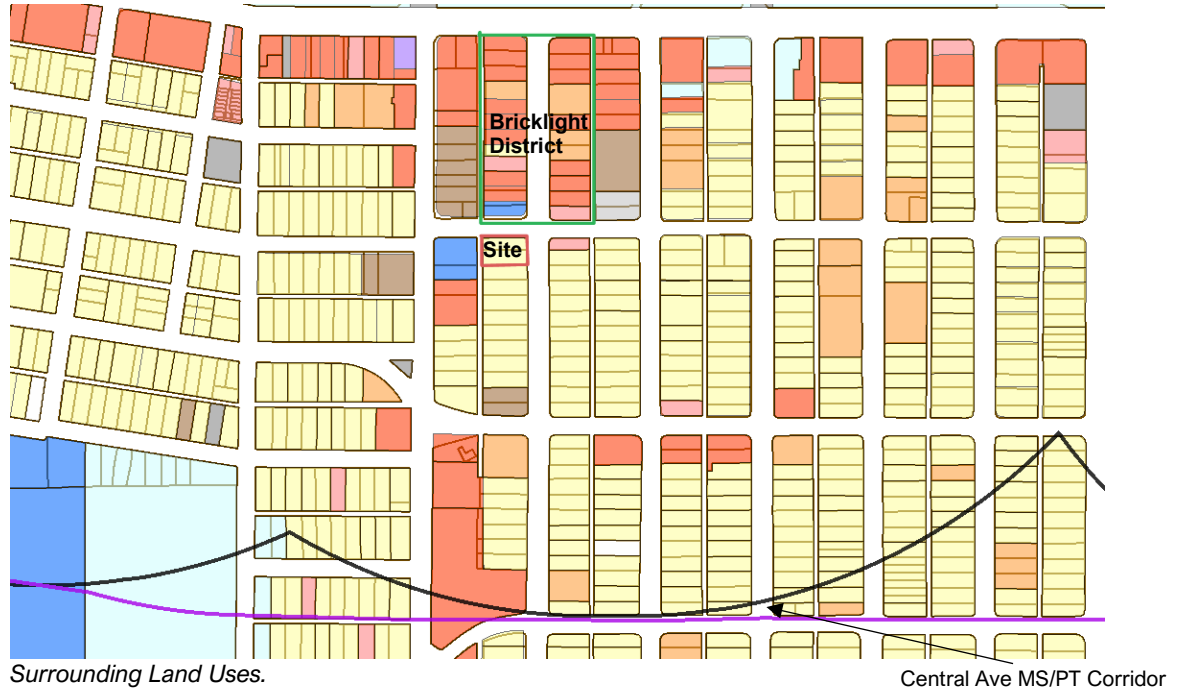 Bricklight
District
Site
Surrounding Land Uses.
Central Ave MS/PT Corridor